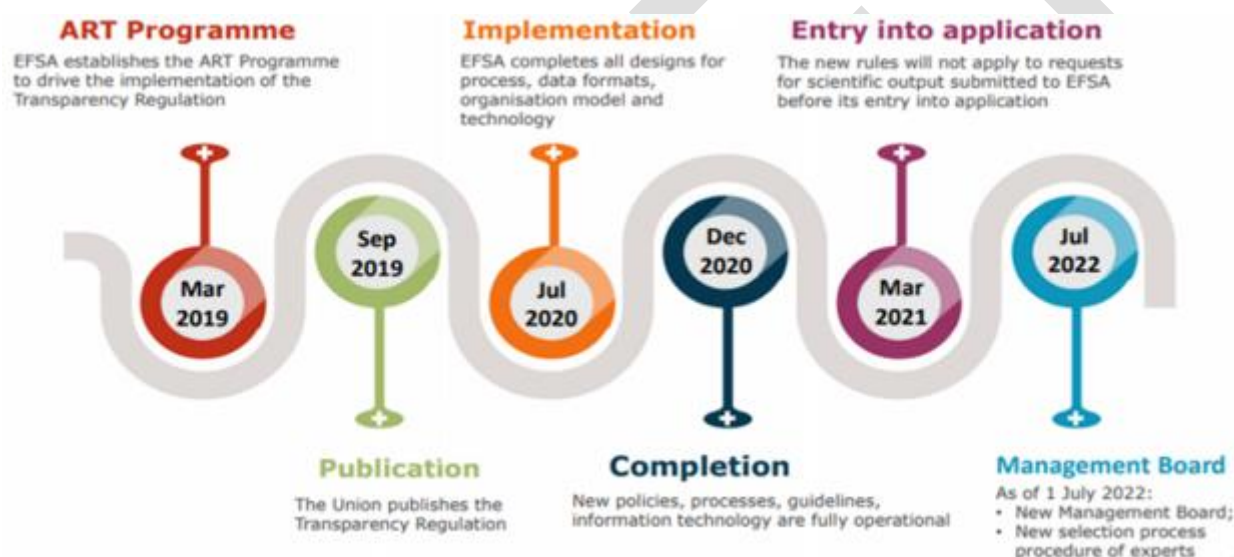 ART Programme
EFSA establishes the ART Programme
to drive the implementation of the
Transparency Regulation
Implementation
EFSA completes all designs for
process, data formats,
organisation model and
technology
Entry into application
The new rules will not apply to requests
for scientific output submitted to EFSA
before its entry into application
Mar
2019
Sep
2019
Jul
2020
Dec
2020
Mar
2021
Jul
2022
Publication
The Union publishes the
Transparency Regulation
Completion
New policies, processes, guidelines,
information technology are fully operational
Management Board
As of 1 July 2022:
• New Management Board;
• New selection process
procedure of experts